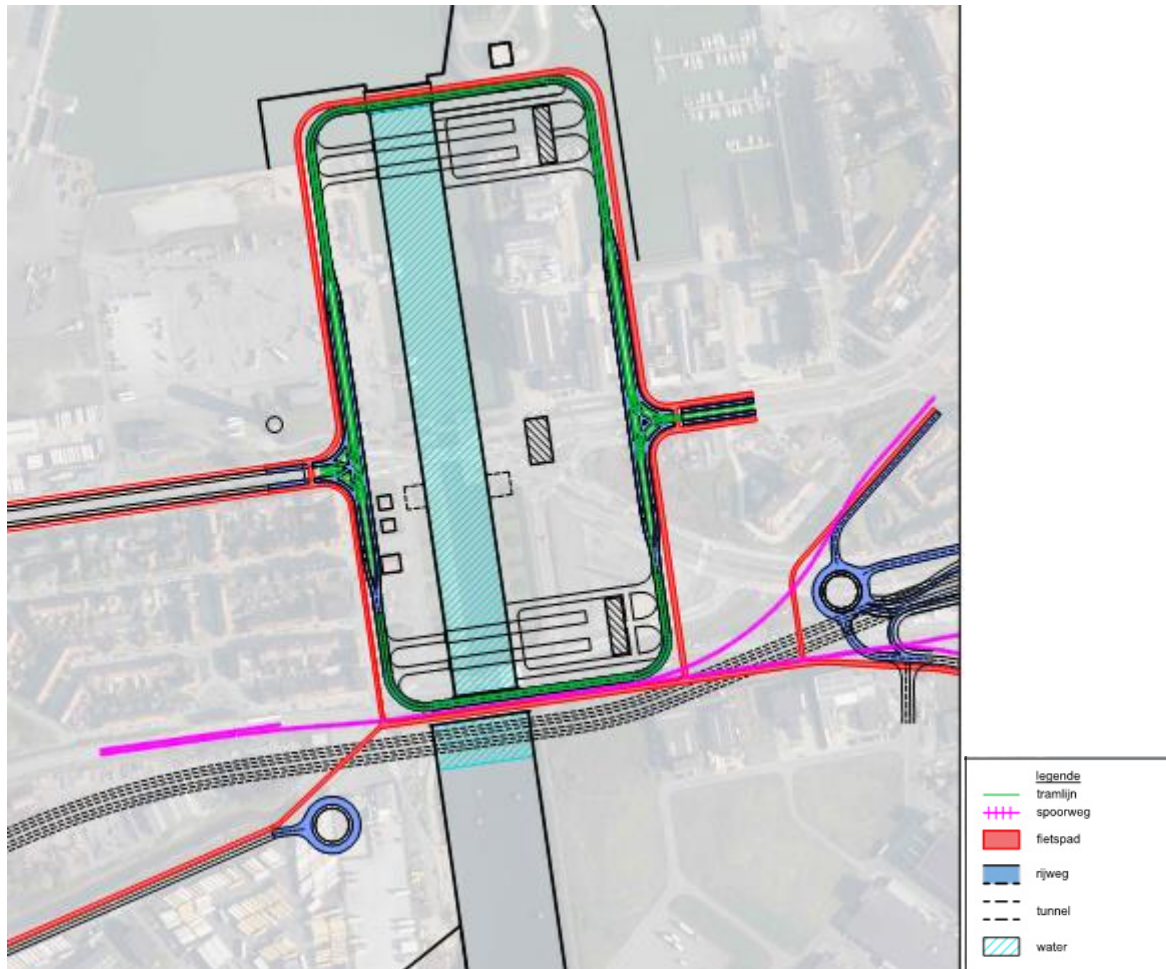 legende
tramlijn
spoorweg
fietspad
rijweg
tunnel
water